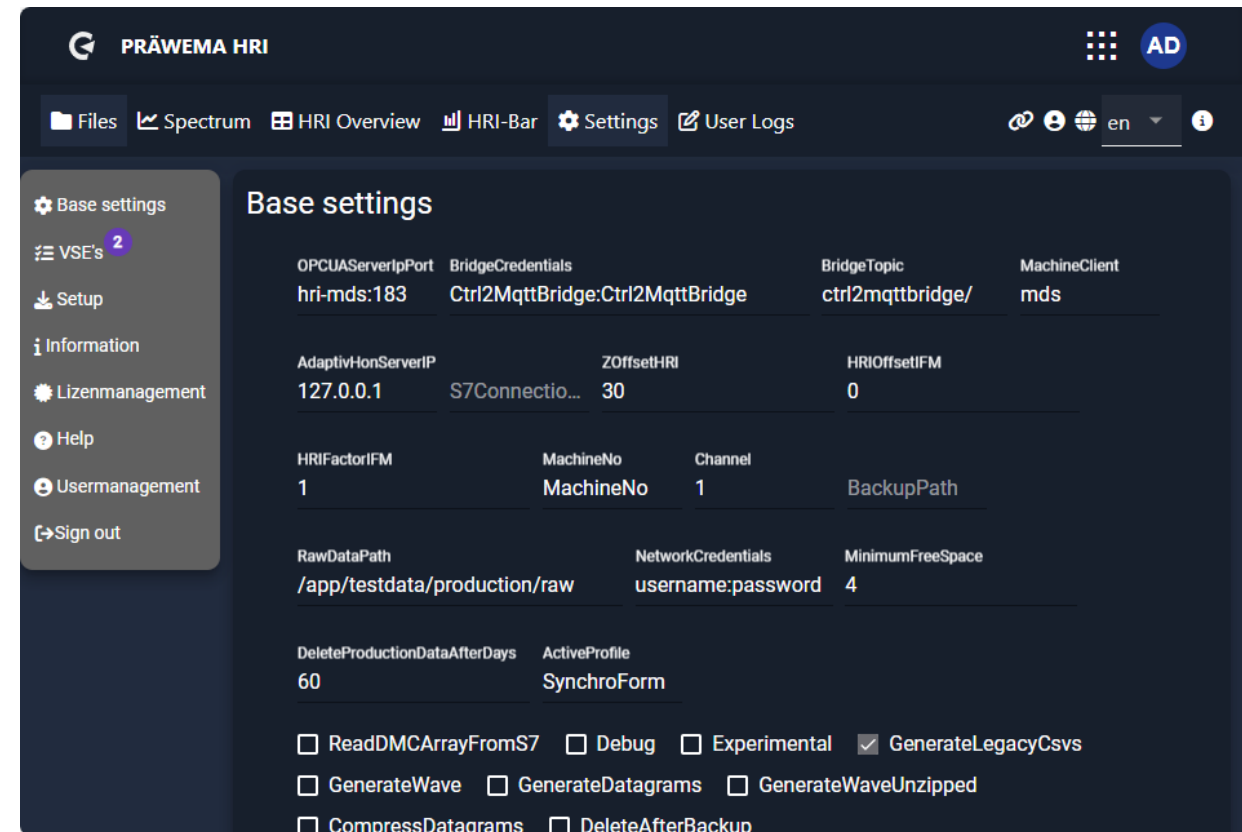 PRÄWEMA HRI
AD
Files Spectrum HRI Overview HRI-Bar Settings User Logs en
Base settings
VSE's 2
Setup
Information
Lizenmanagement
Help
Usermanagement
Sign out
Base settings
OPCUAServerIpPort BridgeCredentials BridgeTopic MachineClient
hri-mds:183 Ctrl2MqttBridge:Ctrl2MqttBridge ctrl2mqttbridge/ mds
AdaptivHonServerIP ZOffsetHRI HRIOffsetIFM
127.0.0.1 S7Connectio... 30 0
HRIFactorIFM MachineNo Channel
1 MachineNo 1 BackupPath
RawDataPath NetworkCredentials MinimumFreeSpace
/app/testdata/production/raw username:password 4
DeleteProductionDataAfterDays ActiveProfile
60 SynchroForm
ReadDMCArrayFromS7 Debug Experimental GenerateLegacyCsvs
GenerateWave GenerateDatagrams GenerateWaveUnzipped
CompressDatagrams DeleteAfterBackup